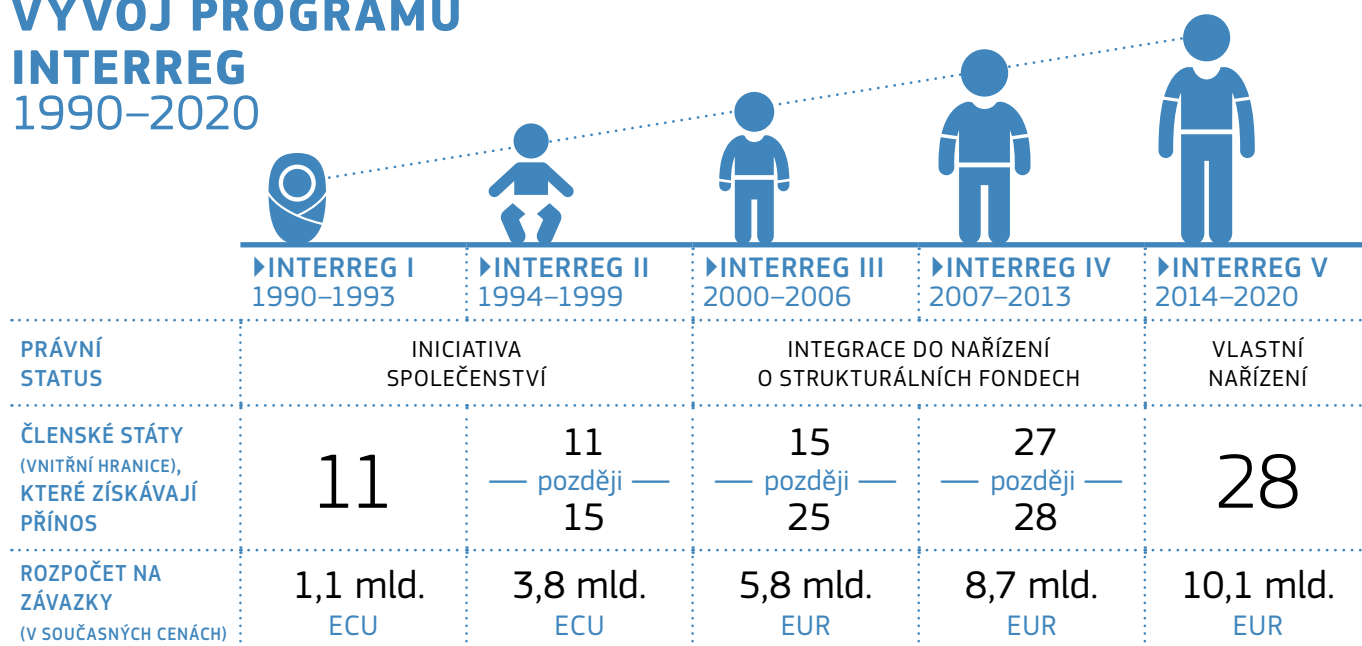 VÝVOJ PROGRAMU
INTERREG
1990–2020
INTERREG I
1990–1993
INTERREG II
1994–1999
INTERREG III
2000–2006
INTERREG IV
2007–2013
INTERREG V
2014–2020
PRÁVNÍ
STATUS
INICIATIVA
SPOLEČENSTVÍ
INTEGRACE DO NAŘÍZENÍ
O STRUKTURÁLNÍCH FONDECH
VLASTNÍ
NAŘÍZENÍ
ČLENSKÉ STÁTY
(VNITŘNÍ HRANICE),
KTERÉ ZÍSKÁVAJÍ
PŘÍNOS
11
11
později
15
15
později
25
27
později
28
28
ROZPOČET NA
ZÁVAZKY
(V SOUČASNÝCH CENÁCH)
1,1 mld.
ECU
3,8 mld.
ECU
5,8 mld.
EUR
8,7 mld.
EUR
10,1 mld.
EUR